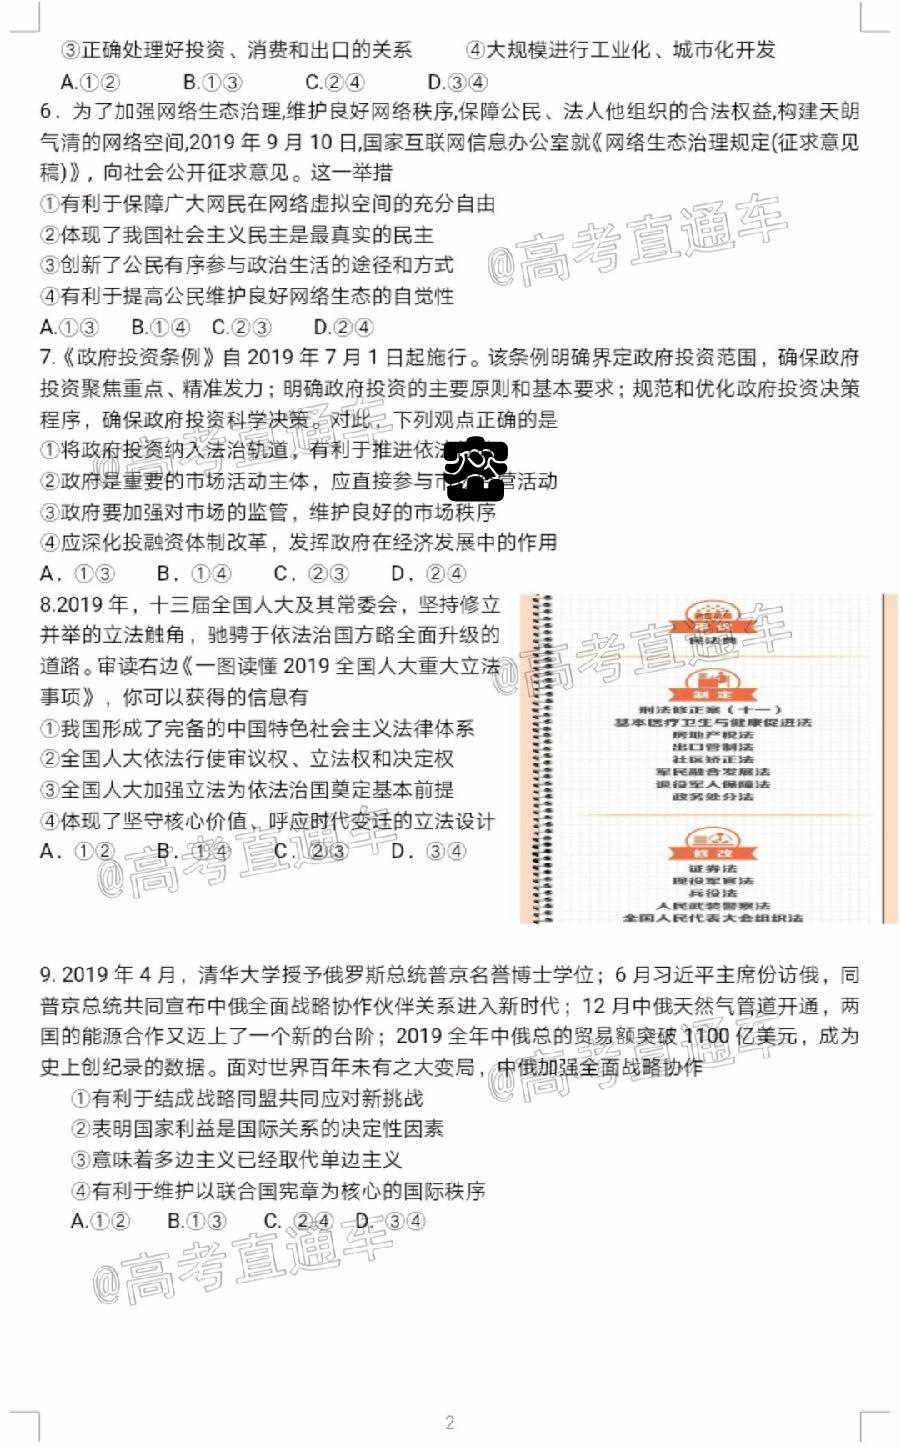 ③正确处理好投资、消费和出口的关系 ④大规模进行工业化、城市化开发
A.①② B.①③ C.②④ D.③④
6．为了加强网络生态治理,维护良好网络秩序,保障公民、法人他组织的合法权益,构建天朗
气清的网络空间,2019 年 9 月 10 日,国家互联网信息办公室就《网络生态治理规定(征求意见
稿)》，向社会公开征求意见。这一举措
①有利于保障广大网民在网络虚拟空间的充分自由
②体现了我国社会主义民主是最真实的民主
③创新了公民有序参与政治生活的途径和方式
④有利于提高公民维护良好网络生态的自觉性
A.①③ B.①④ C.②③ D.②④
7.《政府投资条例》自 2019 年 7 月 1 日起施行。该条例明确界定政府投资范围，确保政府
投资聚焦重点、精准发力；明确政府投资的主要原则和基本要求；规范和优化政府投资决策
程序，确保政府投资科学决策。对此，下列观点正确的是
①将政府投资纳入法治轨道，有利于推进依法
②政府是重要的市场活动主体，应直接参与市 营活动
③政府要加强对市场的监管，维护良好的市场秩序
④应深化投融资体制改革，发挥政府在经济发展中的作用
A．①③ B．①④ C．②③ D．②④
8.2019 年，十三届全国人大及其常委会，坚持修立
并举的立法触角，驰骋于依法治国方略全面升级的
道路。审读右边《一图读懂 2019 全国人大重大立法
事项》，你可以获得的信息有
①我国形成了完备的中国特色社会主义法律体系
②全国人大依法行使审议权、立法权和决定权
③全国人大加强立法为依法治国奠定基本前提
④体现了坚守核心价值、呼应时代变迁的立法设计
A．①② B．①④ C．②③ D．③④
审议
民法典
制定
刑法修正案（十一）
基本医疗卫生与健康促进法
房地产税法
出口管制法
社区矫正法
军民融合发展法
退役军人保障法
政务处分法
修改
证券法
现役军官法
兵役法
人民武装警察法
全国人民代表大会组织法
9. 2019 年 4 月，清华大学授予俄罗斯总统普京名誉博士学位；6 月习近平主席份访俄，同
普京总统共同宣布中俄全面战略协作伙伴关系进入新时代；12 月中俄天然气管道开通，两
国的能源合作又迈上了一个新的台阶；2019 全年中俄总的贸易额突破 1100 亿美元，成为
史上创纪录的数据。面对世界百年未有之大变局，中俄加强全面战略协作
①有利于结成战略同盟共同应对新挑战
②表明国家利益是国际关系的决定性因素
③意味着多边主义已经取代单边主义
④有利于维护以联合国宪章为核心的国际秩序
A.①② B.①③ C. ②④ D. ③④
@高考直通车
@高考直通车
@高考直通车
@高考直通车
@高考直通车
@高考直通车
2